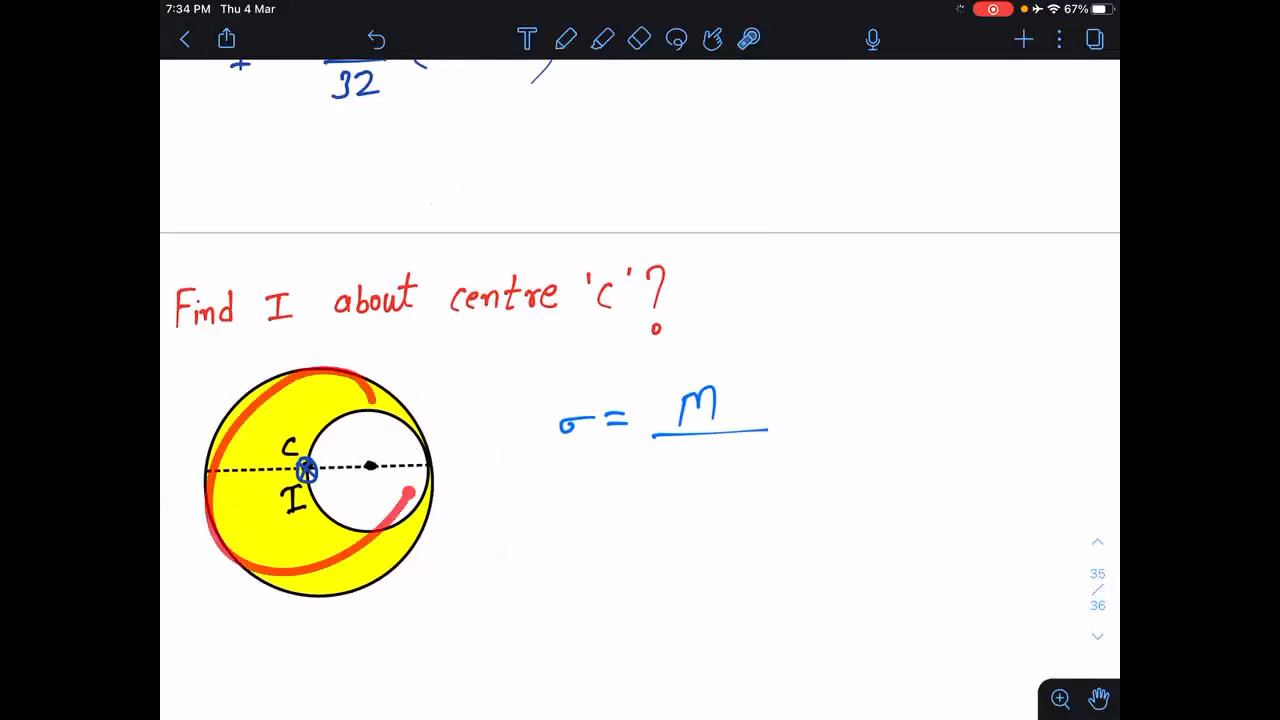 7:34 PM Thu 4 Mar
67%
T
+ 32
Find I about centre 'c' ?
σ = M
C
I
35
/
36